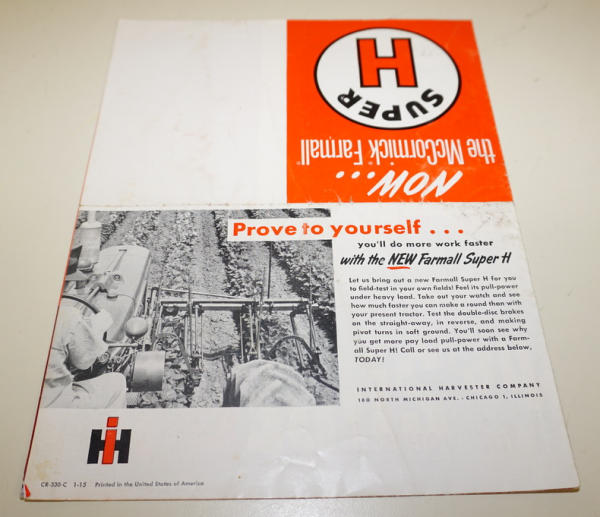 NOW...
the McCormick Farmall
SUPER
H
Prove to yourself . . .
you'll do more work faster
with the NEW Farmall Super H
Let us bring out a new Farmall Super H for you
to field-test in your own fields! Feel its pull-power
under heavy load. Take out your watch and see
how much faster you can make a round than with
your present tractor. Test the double-disc brakes
on the straight-away, in reverse, and making
pivot turns in soft ground. You'll soon see why
you get more pay load pull-power with a Farm-
all Super H! Call or see us at the address below,
TODAY!
INTERNATIONAL HARVESTER COMPANY
180 NORTH MICHIGAN AVE. - CHICAGO 1, ILLINOIS
IH
CR-330-C 1-15 Printed in the United States of America